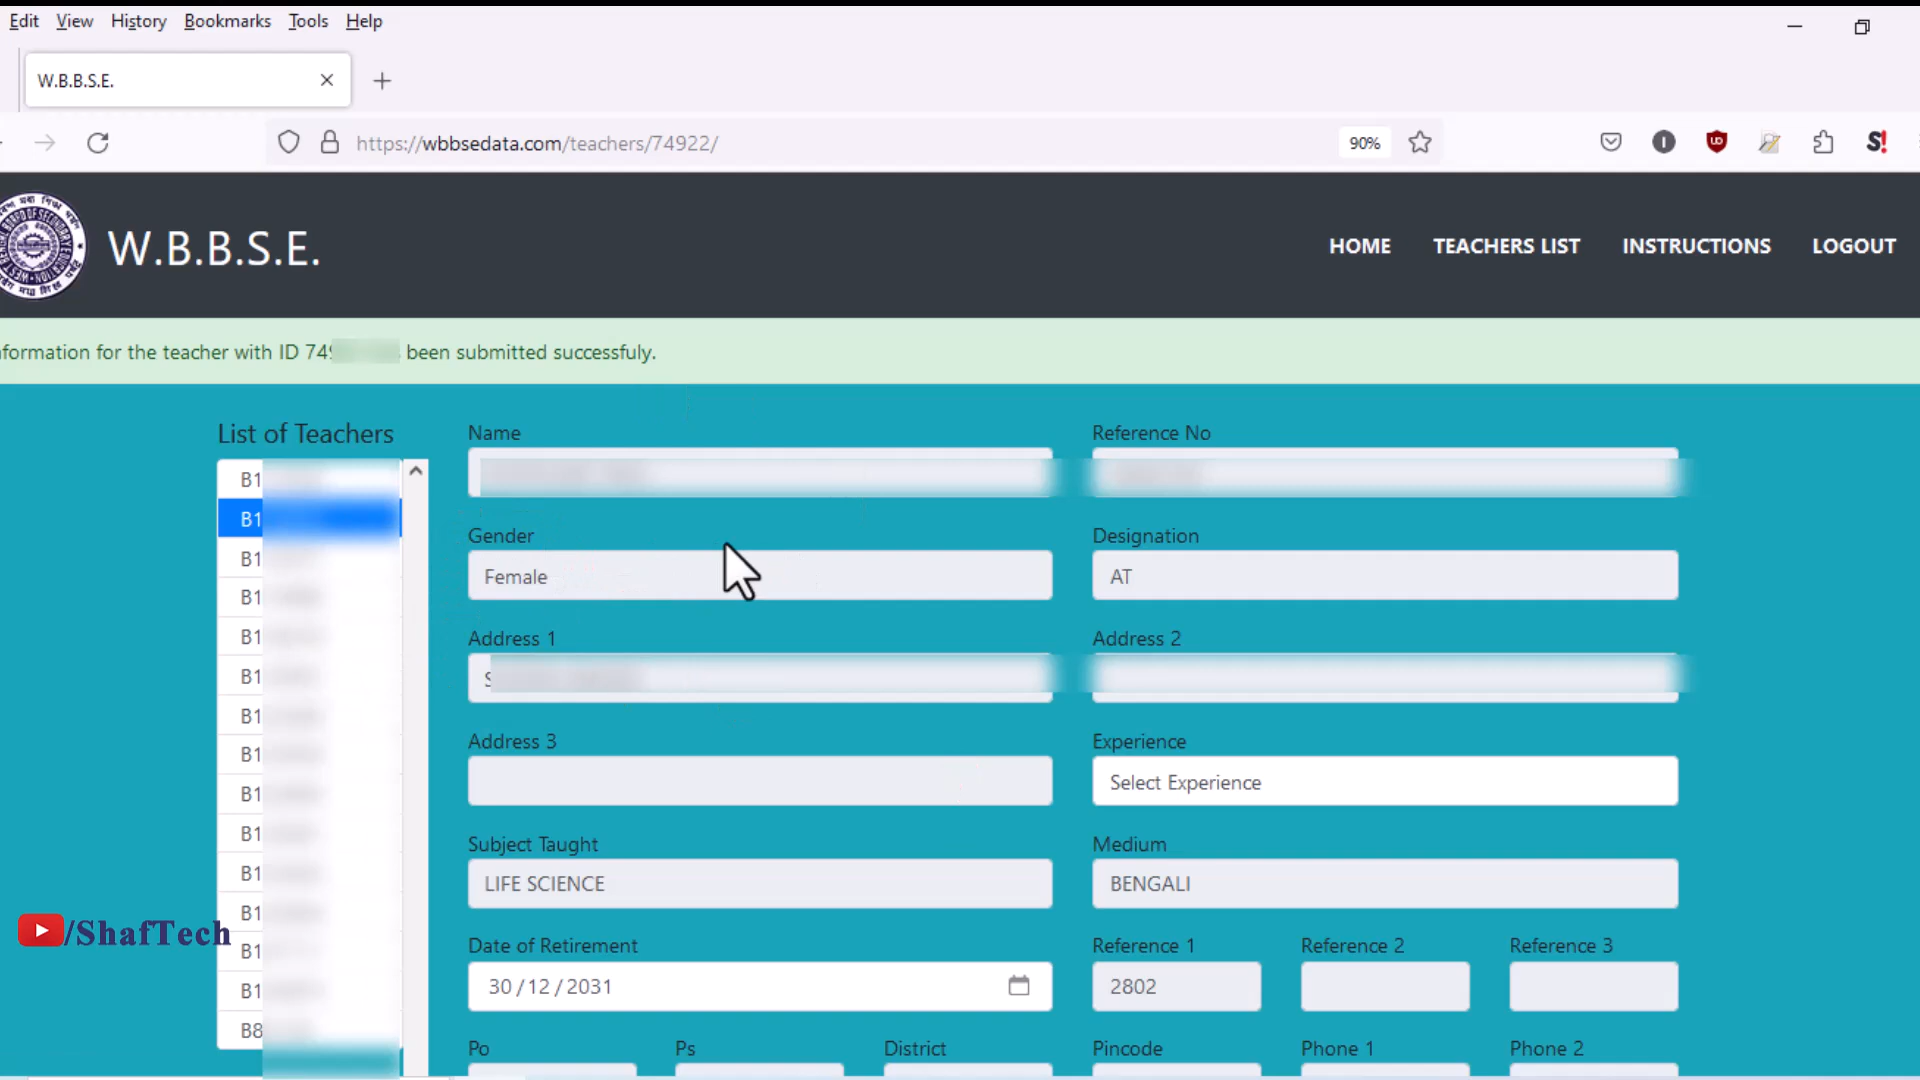 Edit View History Bookmarks Tools Help
W.B.B.S.E.
https://wbbsedata.com/teachers/74922/
90%
S!
W.B.B.S.E.
HOME TEACHERS LIST INSTRUCTIONS LOGOUT
nformation for the teacher with ID 74 been submitted successfuly.
List of Teachers
Name
Reference No
B1
B1
Gender
Designation
B1
Female
AT
B1
B1
Address 1
Address 2
B1
S
B1
Address 3
Experience
B1
Select Experience
B1
B1
Subject Taught
Medium
B1
LIFE SCIENCE
BENGALI
B1
/ShafTech
B1
Date of Retirement
Reference 1
Reference 2
Reference 3
B1
30/12/2031
2802
B8
Po
Ps
District
Pincode
Phone 1
Phone 2